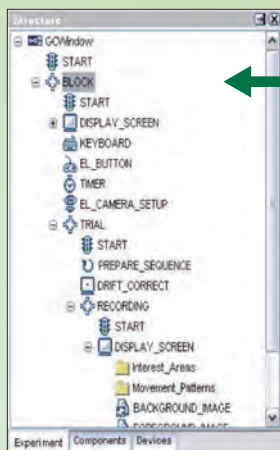 Structure
GCWindow
START
BLOCK
START
DISPLAY_SCREEN
KEYBOARD
EL_BUTTON
TIMER
EL_CAMERA_SETUP
TRIAL
START
PREPARE_SEQUENCE
DRIFT_CORRECT
RECORDING
START
DISPLAY_SCREEN
Interest_Areas
Movement_Patterns
BACKGROUND_IMAGE
FOREGROUND_IMAGE
Experiment Components Devices